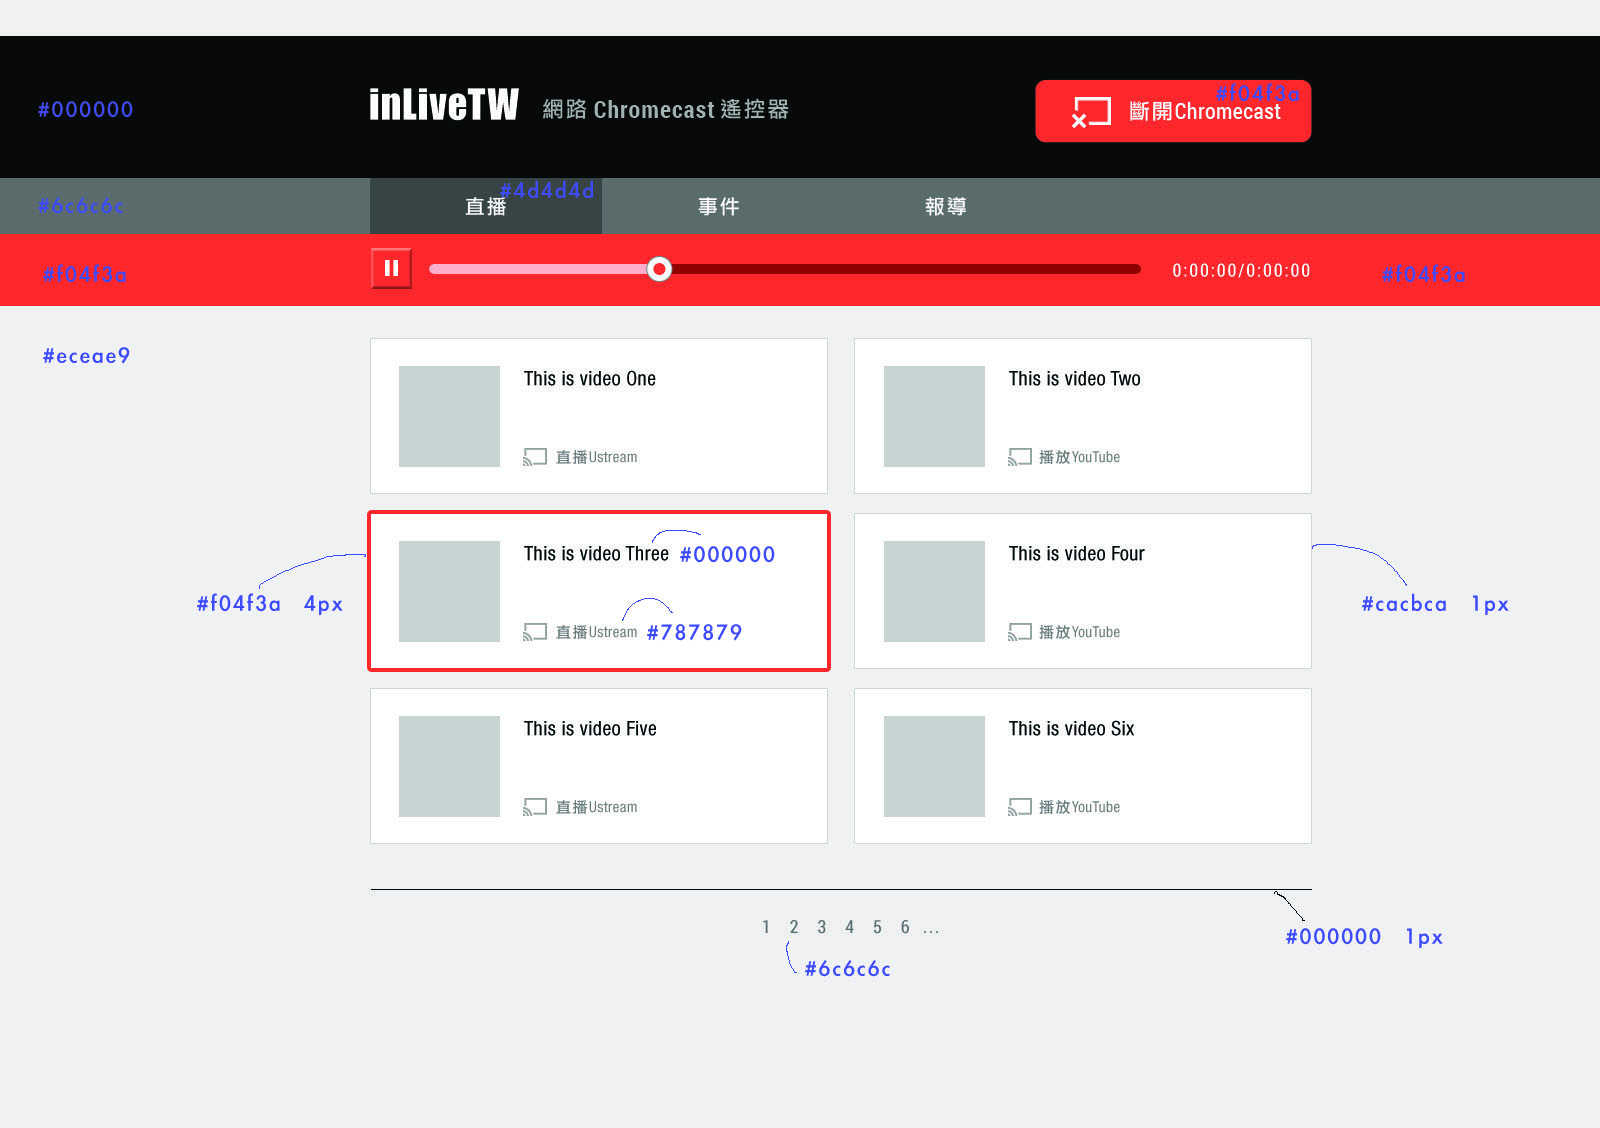 #000000
inLiveTW
網路 Chromecast 遙控器
#f04f3a
斷開Chromecast
#6c6c6c
#4d4d4d
直播
事件
報導
#f04f3a
0:00:00/0:00:00
#f04f3a
#eceae9
This is video One
直播Ustream
This is video Two
播放YouTube
This is video Three
#000000
直播Ustream
#787879
#f04f3a 4px
This is video Four
播放YouTube
#cacbca 1px
This is video Five
直播Ustream
This is video Six
播放YouTube
1 2 3 4 5 6 ...
#000000 1px
#6c6c6c